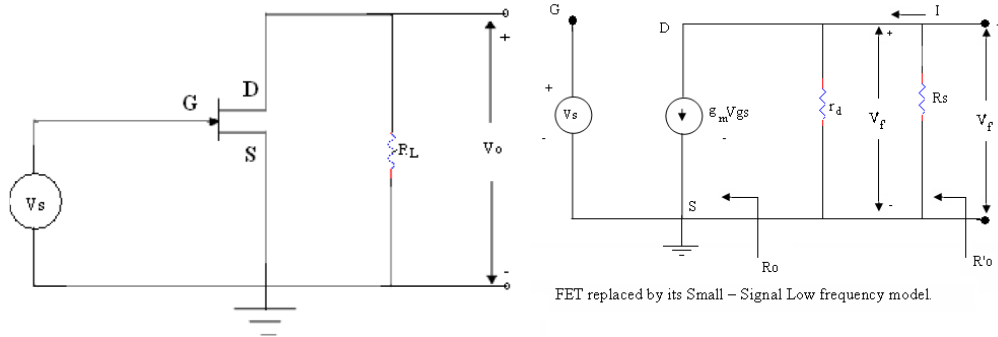 D
G
S
Vs
RL
+
Vo
-
G
D
S
+
Vs
-
gmVgs
-
rd
+
Vf
-
I
Rs
Vf
Ro
R'o
FET replaced by its Small – Signal Low frequency model.